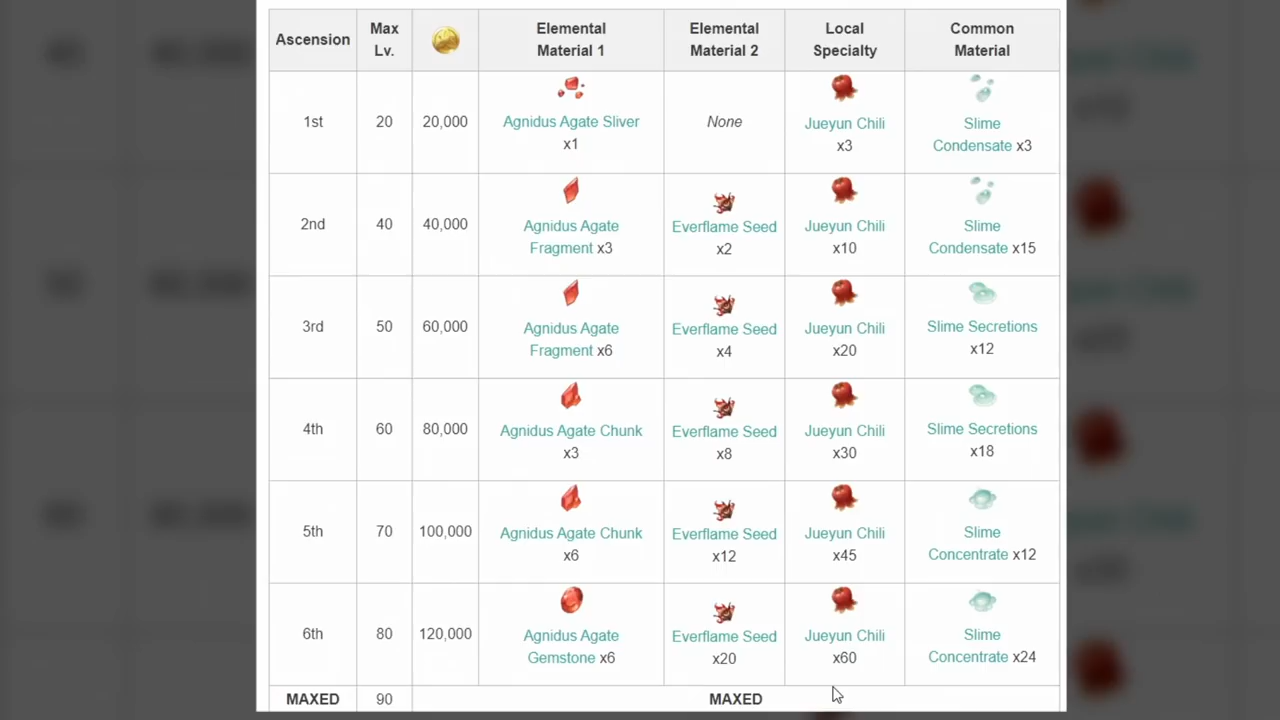 Ascension Max Lv. Elemental Material 1 Elemental Material 2 Local Specialty Common Material
1st 20 20,000 Agnidus Agate Sliver x1 None Jueyun Chili x3 Slime Condensate x3
2nd 40 40,000 Agnidus Agate Fragment x3 Everflame Seed x2 Jueyun Chili x10 Slime Condensate x15
3rd 50 60,000 Agnidus Agate Fragment x6 Everflame Seed x4 Jueyun Chili x20 Slime Secretions x12
4th 60 80,000 Agnidus Agate Chunk x3 Everflame Seed x8 Jueyun Chili x30 Slime Secretions x18
5th 70 100,000 Agnidus Agate Chunk x6 Everflame Seed x12 Jueyun Chili x45 Slime Concentrate x12
6th 80 120,000 Agnidus Agate Gemstone x6 Everflame Seed x20 Jueyun Chili x60 Slime Concentrate x24
MAXED 90 MAXED